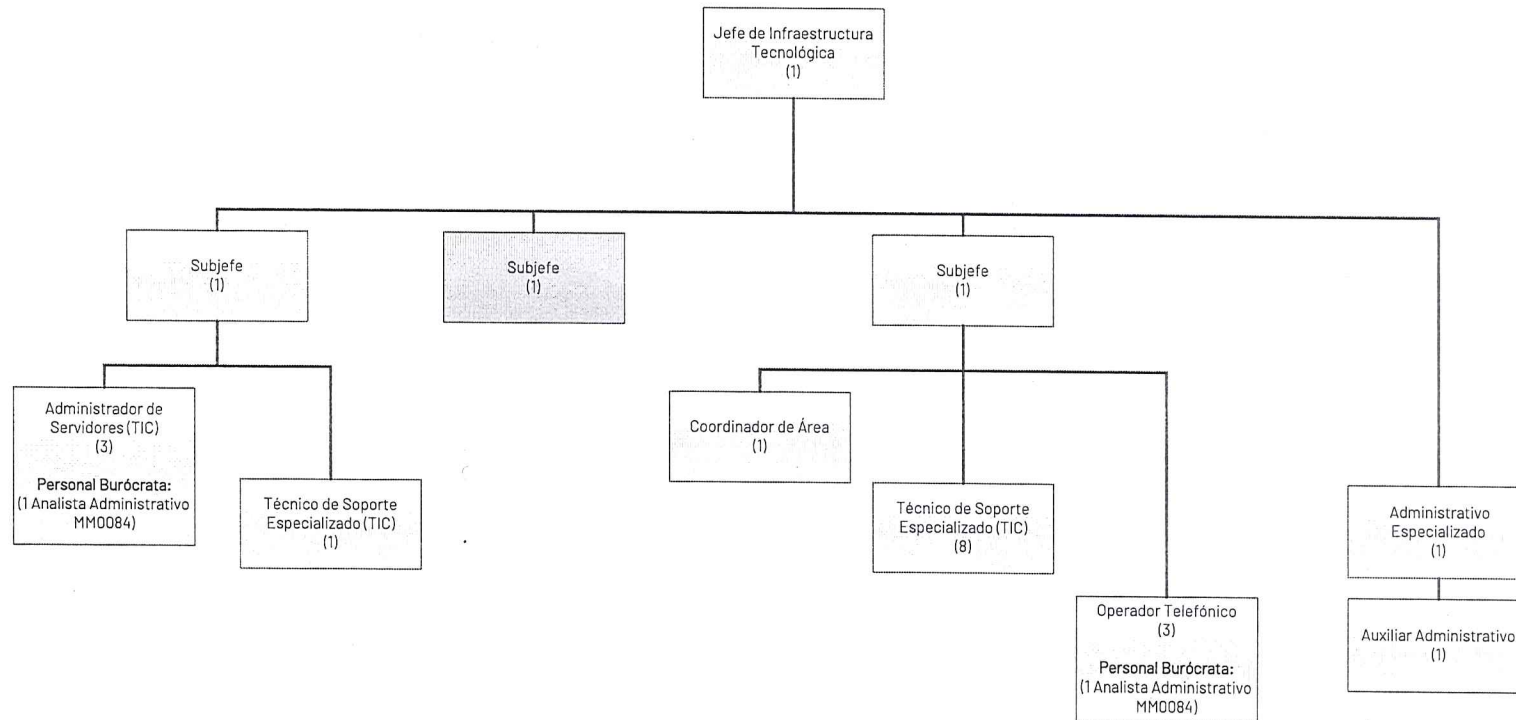 Jefe de Infraestructura
Tecnológica
(1)
Subjefe
(1)
Subjefe
(1)
Subjefe
(1)
Administrador de
Servidores (TIC)
(3)
Personal Burócrata:
(1 Analista Administrativo
MM0084)
Técnico de Soporte
Especializado (TIC)
(1)
Coordinador de Área
(1)
Técnico de Soporte
Especializado (TIC)
(8)
Operador Telefónico
(3)
Personal Burócrata:
(1 Analista Administrativo
MM0084)
Administrativo
Especializado
(1)
Auxiliar Administrativo
(1)